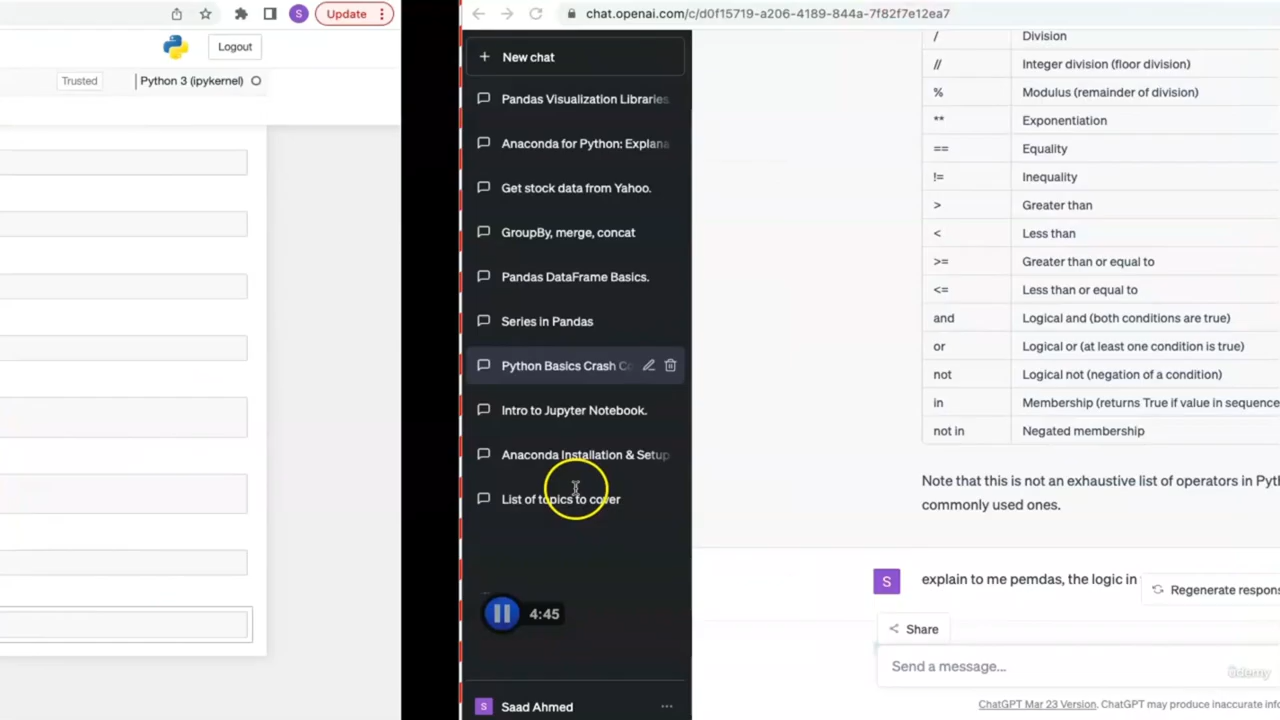 S
Update
Logout
Trusted
Python 3 (ipykernel)
chat.openai.com/c/d0f15719-a206-4189-844a-7f82f7e12ea7
New chat
Pandas Visualization Libraries
Anaconda for Python: Explana
Get stock data from Yahoo.
GroupBy, merge, concat
Pandas DataFrame Basics.
Series in Pandas
Python Basics Crash Co
Intro to Jupyter Notebook.
Anaconda Installation & Setup
List of topics to cover
4:45
S Saad Ahmed
/ Division
// Integer division (floor division)
% Modulus (remainder of division)
** Exponentiation
== Equality
!= Inequality
> Greater than
< Less than
>= Greater than or equal to
<= Less than or equal to
and Logical and (both conditions are true)
or Logical or (at least one condition is true)
not Logical not (negation of a condition)
in Membership (returns True if value in sequence
not in Negated membership
Note that this is not an exhaustive list of operators in Pyth
commonly used ones.
S explain to me pemdas, the logic in
Regenerate respons
Share
Send a message...
ûdemy
ChatGPT Mar 23 Version. ChatGPT may produce inaccurate info